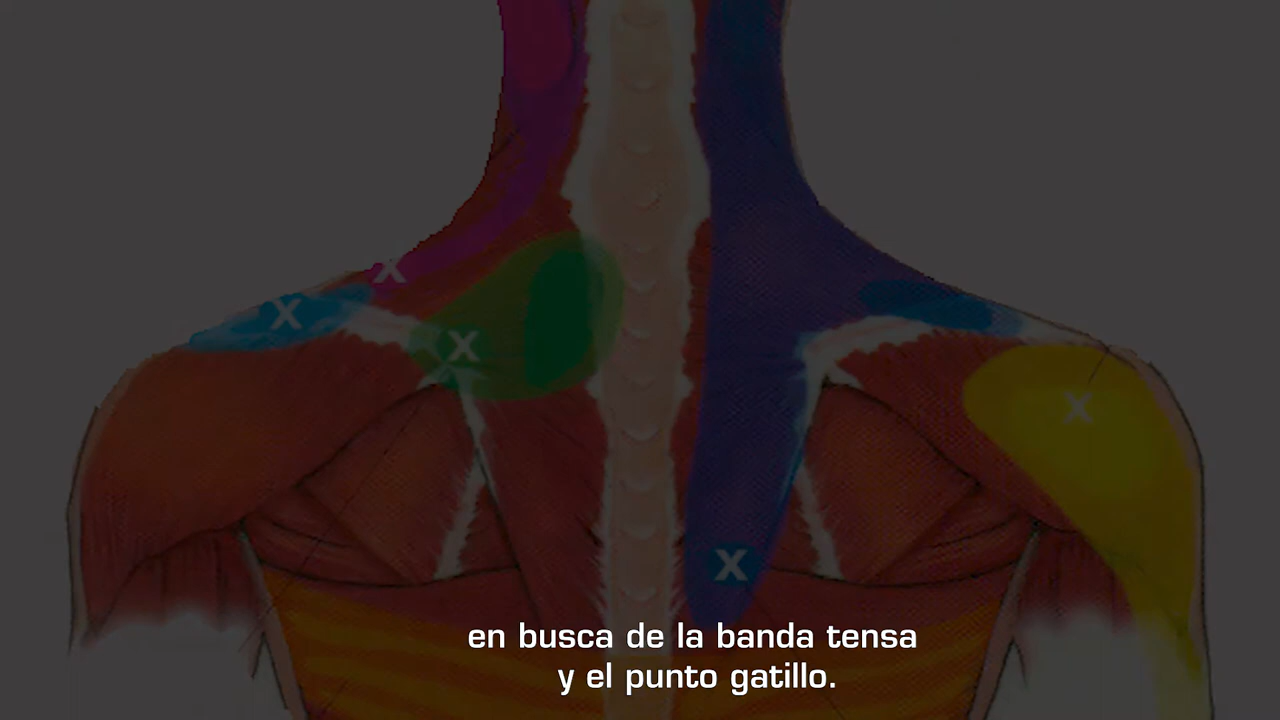 X
X
X
X
X
en busca de la banda tensa
y el punto gatillo.